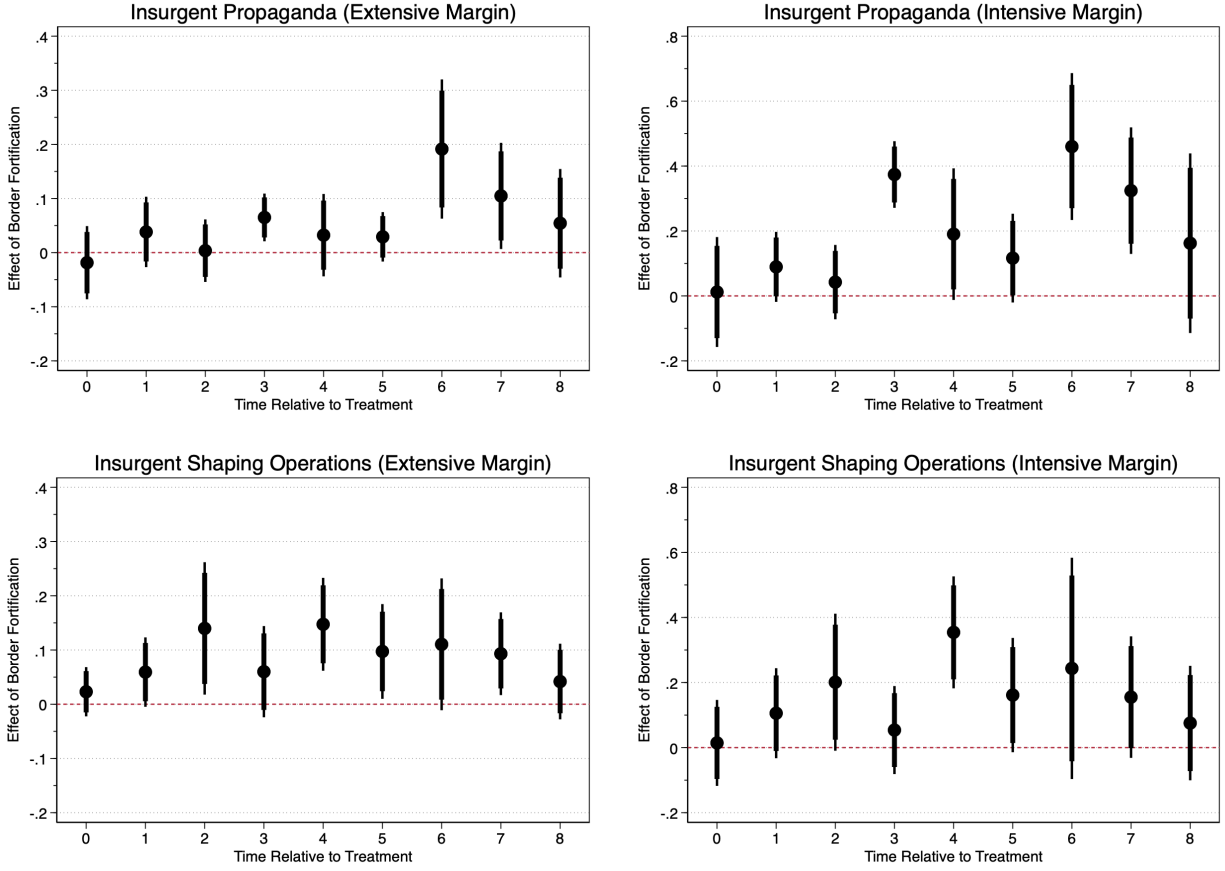 Insurgent Propaganda (Extensive Margin)
Effect of Border Fortification
.4
.3
.2
.1
0
-.1
-.2
0 1 2 3 4 5 6 7 8
Time Relative to Treatment
Insurgent Propaganda (Intensive Margin)
Effect of Border Fortification
.8
.6
.4
.2
0
-.2
0 1 2 3 4 5 6 7 8
Time Relative to Treatment
Insurgent Shaping Operations (Extensive Margin)
Effect of Border Fortification
.4
.3
.2
.1
0
-.1
-.2
0 1 2 3 4 5 6 7 8
Time Relative to Treatment
Insurgent Shaping Operations (Intensive Margin)
Effect of Border Fortification
.8
.6
.4
.2
0
-.2
0 1 2 3 4 5 6 7 8
Time Relative to Treatment